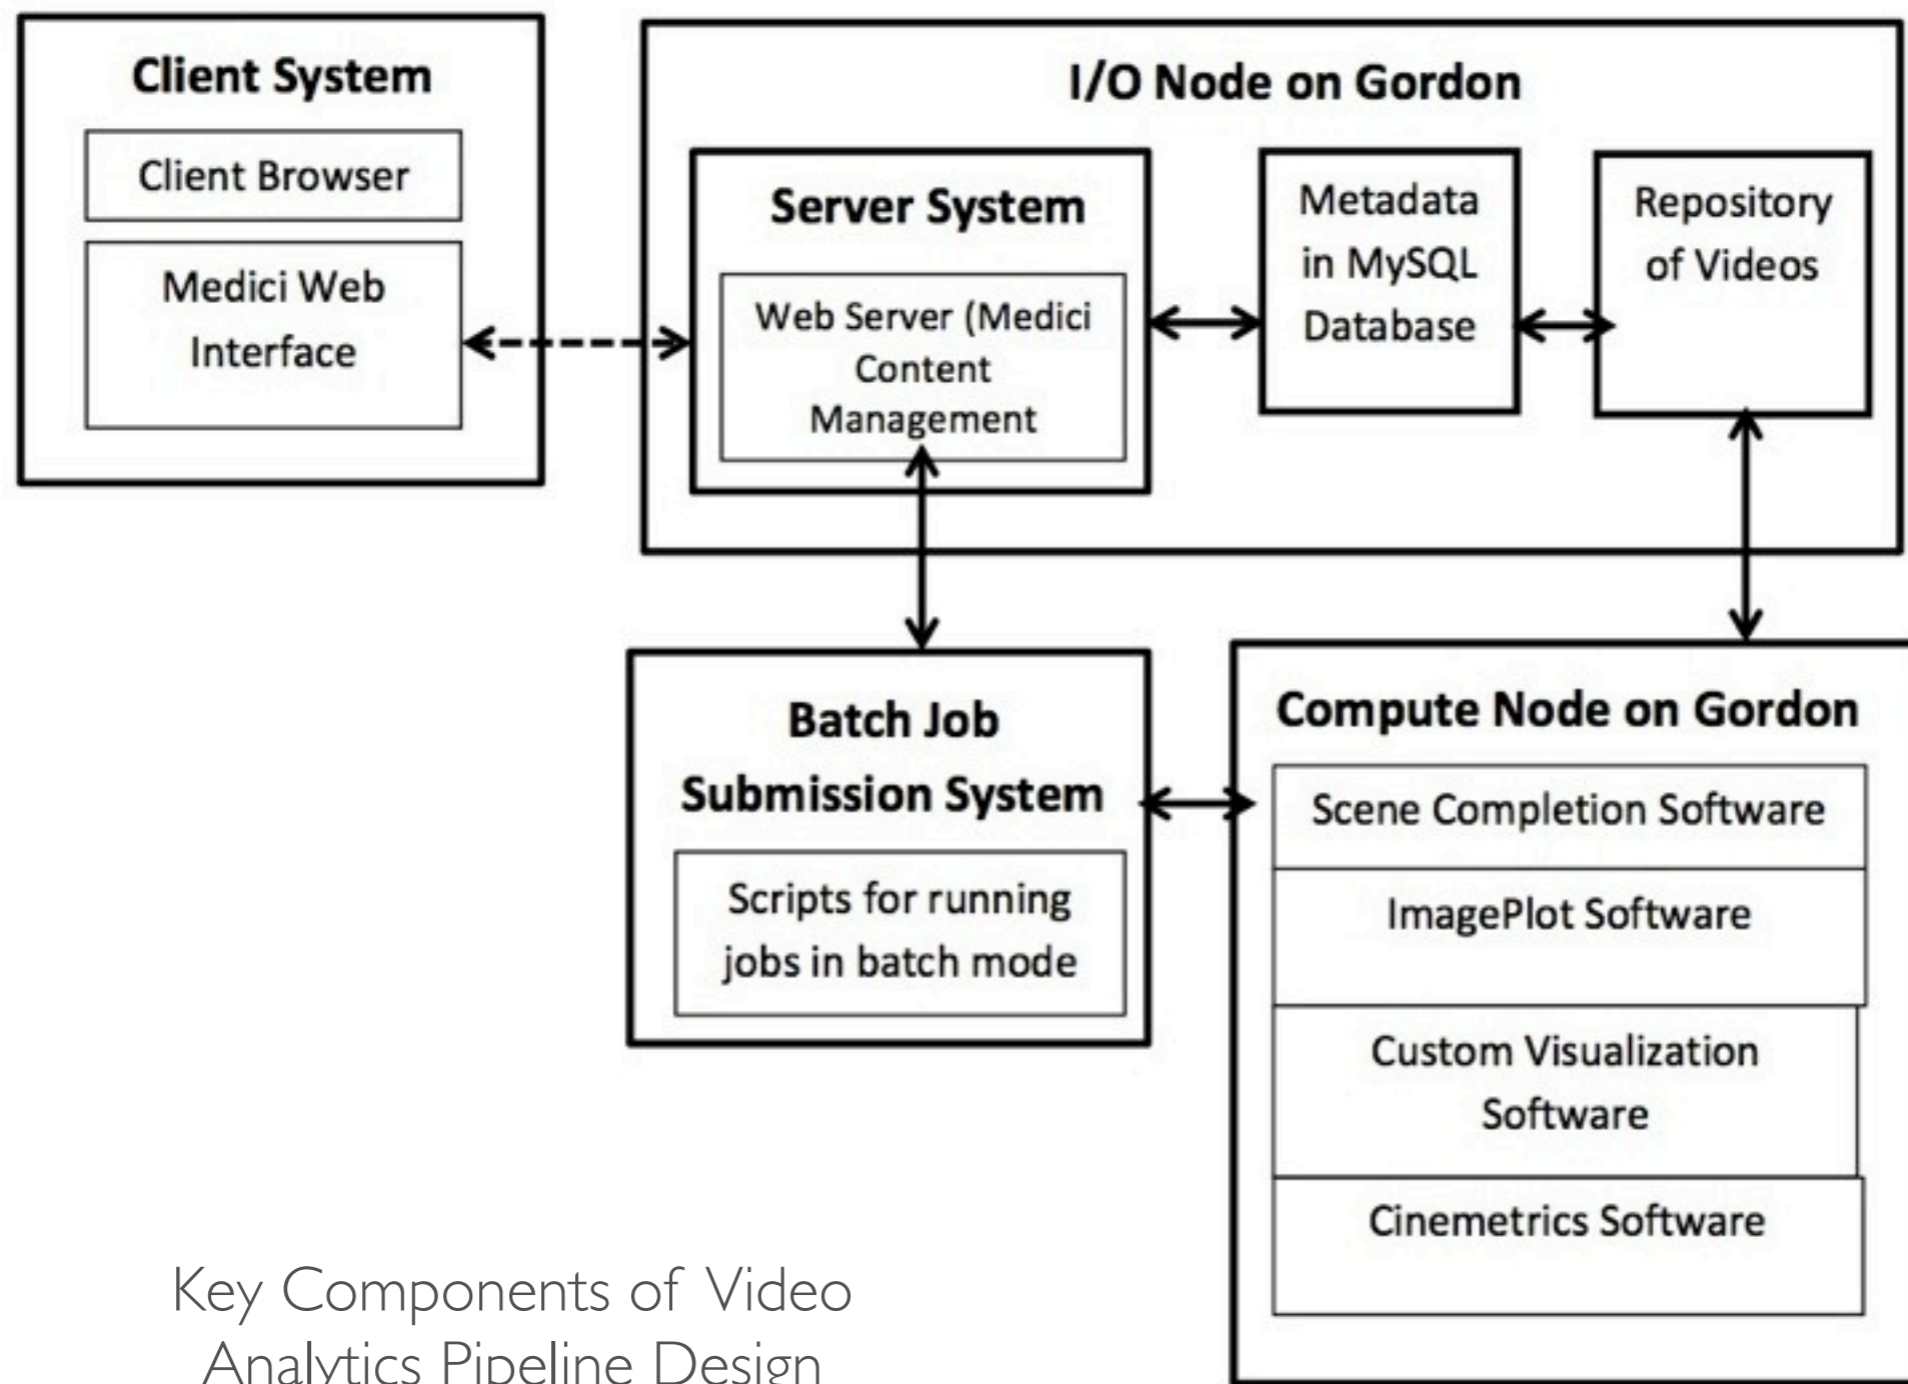 Client System
Client Browser
Medici Web
Interface
I/O Node on Gordon
Server System
Web Server (Medici
Content
Management
Metadata
in MySQL
Database
Repository
of Videos
Batch Job
Submission System
Scripts for running
jobs in batch mode
Compute Node on Gordon
Scene Completion Software
ImagePlot Software
Custom Visualization
Software
Cinemetrics Software
Key Components of Video
Analytics Pipeline Design